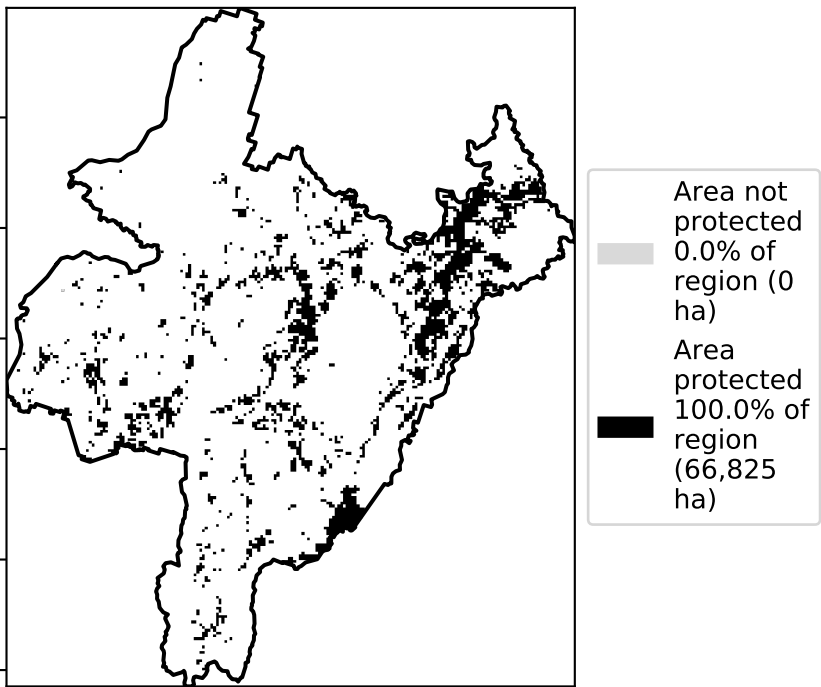 Area not
protected
0.0% of
region (0
ha)
Area
protected
100.0% of
region
(66,825
ha)